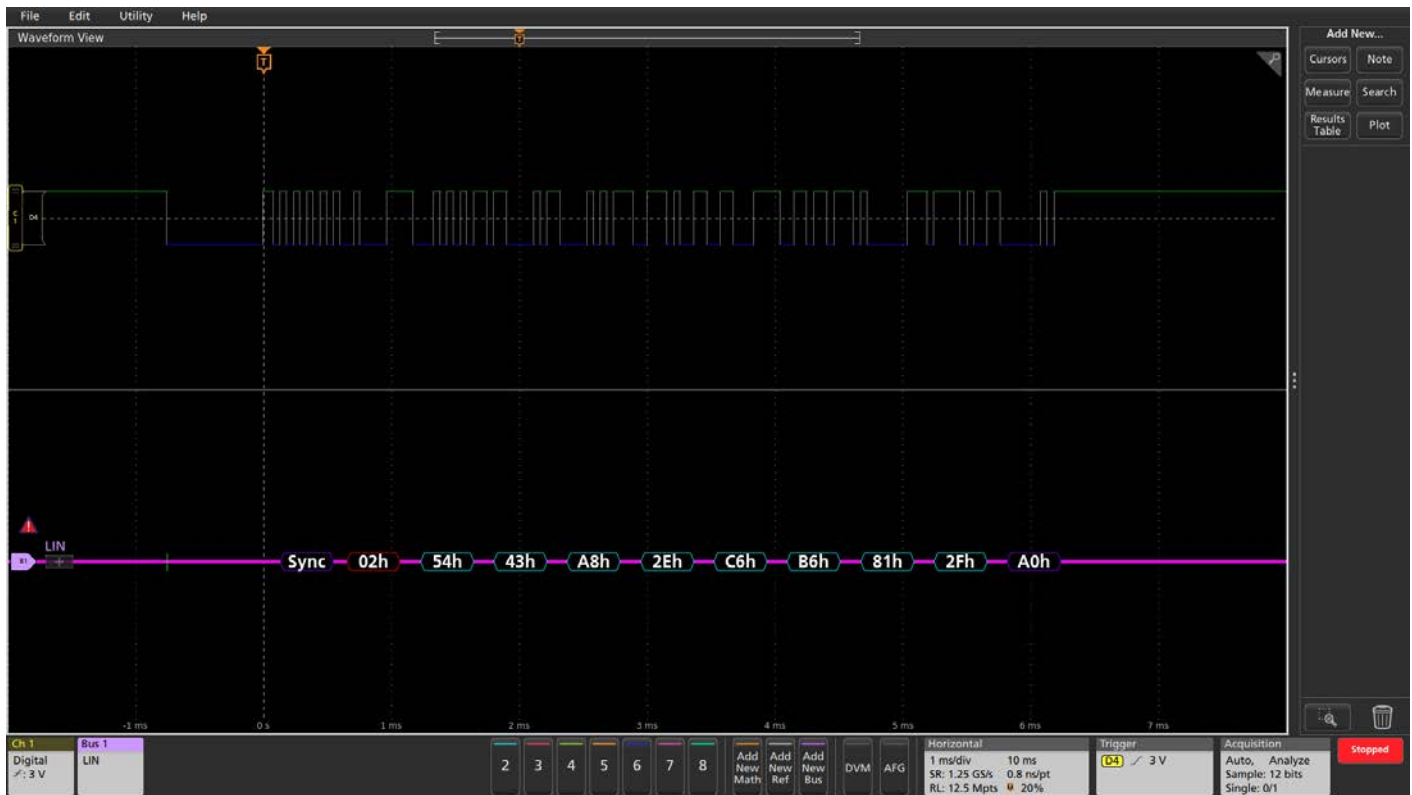 File Edit Utility Help
Waveform View
Add New...
Cursors Note
Measure Search
Results Table Plot
T
T
C 1 D4
LIN
B1 + Sync 02h 54h 43h A8h 2Eh C6h B6h 81h 2Fh A0h
-1 ms 0 s 1 ms 2 ms 3 ms 4 ms 5 ms 6 ms 7 ms
Ch 1
Digital
: 3 V
Bus 1
LIN
2 3 4 5 6 7 8
Add New Math
Add New Ref
Add New Bus
DVM AFG
Horizontal
1 ms/div 10 ms
SR: 1.25 GS/s 0.8 ns/pt
RL: 12.5 Mpts 20%
Trigger
D4 3 V
Acquisition
Auto, Analyze
Sample: 12 bits
Single: 0/1
Stopped